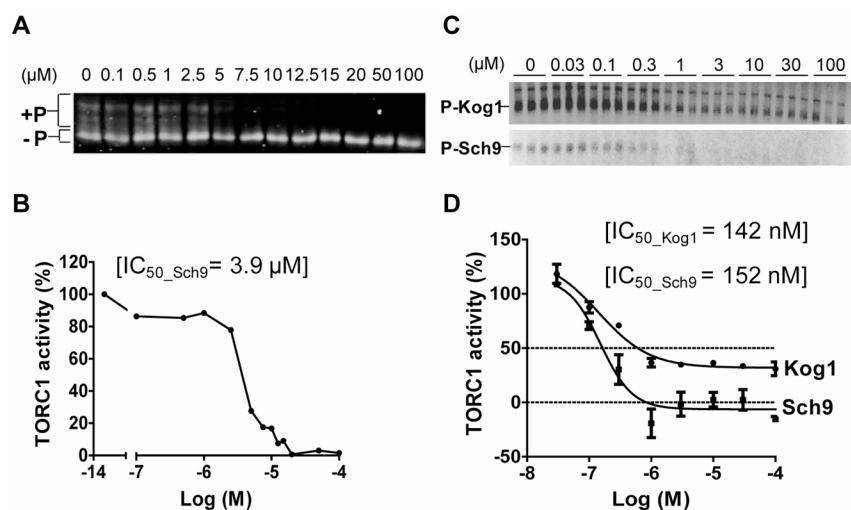 A
(µM) 0 0.1 0.5 1 2.5 5 7.5 10 12.5 15 20 50 100
+P
- P
B
[IC50_Sch9 = 3.9 µM]
TORC1 activity (%)
120
100
80
60
40
20
0
-14 -7 -6 -5 -4
Log (M)
C
(µM) 0 0.03 0.1 0.3 1 3 10 30 100
P-Kog1
P-Sch9
D
[IC50_Kog1 = 142 nM]
[IC50_Sch9 = 152 nM]
TORC1 activity (%)
150
100
50
0
-50
Kog1
Sch9
-8 -7 -6 -5 -4
Log (M)